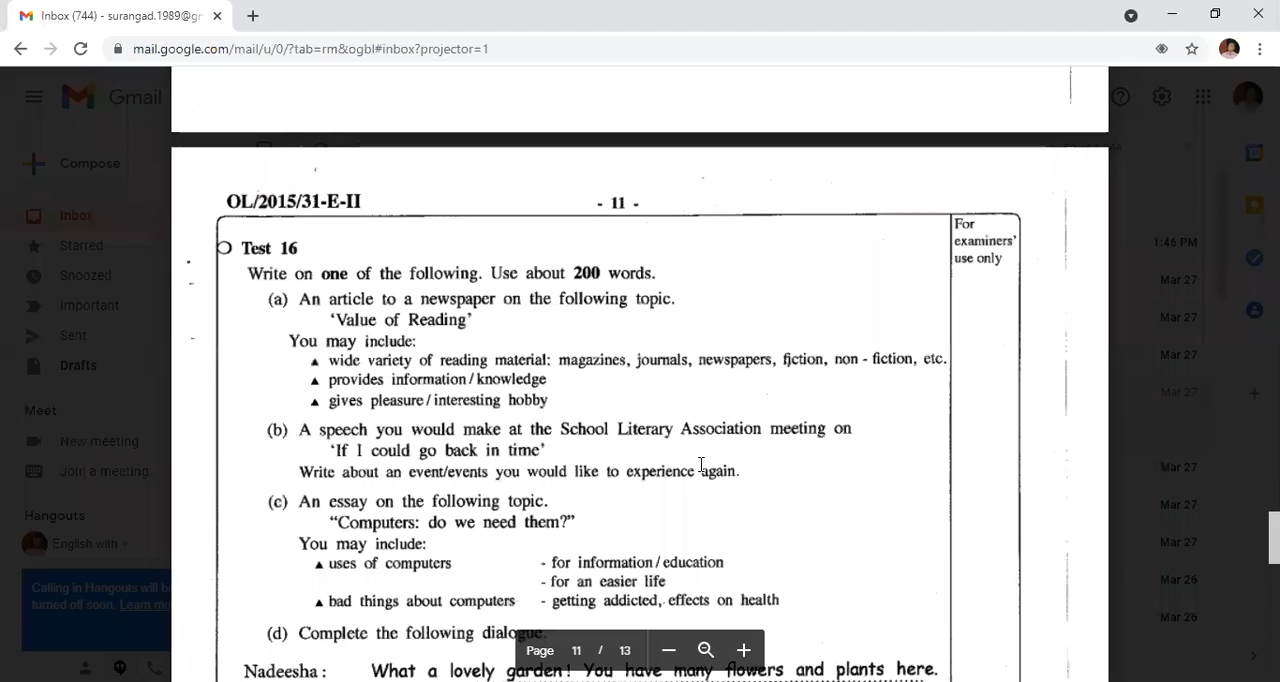 Inbox (744) - surangad.1989@g
mail.google.com/mail/u/0/?tab=rm&ogbl#inbox?projector=1
Gmail
Compose
Inbox
Starred
Snoozed
Important
Sent
Drafts
Meet
New meeting
Join a meeting
Hangouts
English with
Calling in Hangouts will be
turned off soon. Learn mo
1:46 PM
Mar 27
Mar 27
Mar 27
Mar 27
Mar 27
Mar 27
Mar 27
Mar 26
Mar 26
OL/2015/31-E-II
- 11 -
For
examiners'
use only
Test 16
Write on one of the following. Use about 200 words.
(a) An article to a newspaper on the following topic.
'Value of Reading'
You may include:
▲ wide variety of reading material: magazines, journals, newspapers, fiction, non - fiction, etc.
▲ provides information/knowledge
▲ gives pleasure/interesting hobby
(b) A speech you would make at the School Literary Association meeting on
'If I could go back in time'
Write about an event/events you would like to experience again.
(c) An essay on the following topic.
"Computers: do we need them?"
You may include:
▲ uses of computers - for information/education
- for an easier life
▲ bad things about computers - getting addicted, effects on health
(d) Complete the following dialogue.
Nadeesha: What a lovely garden! You have many flowers and plants here.
Page 11 / 13